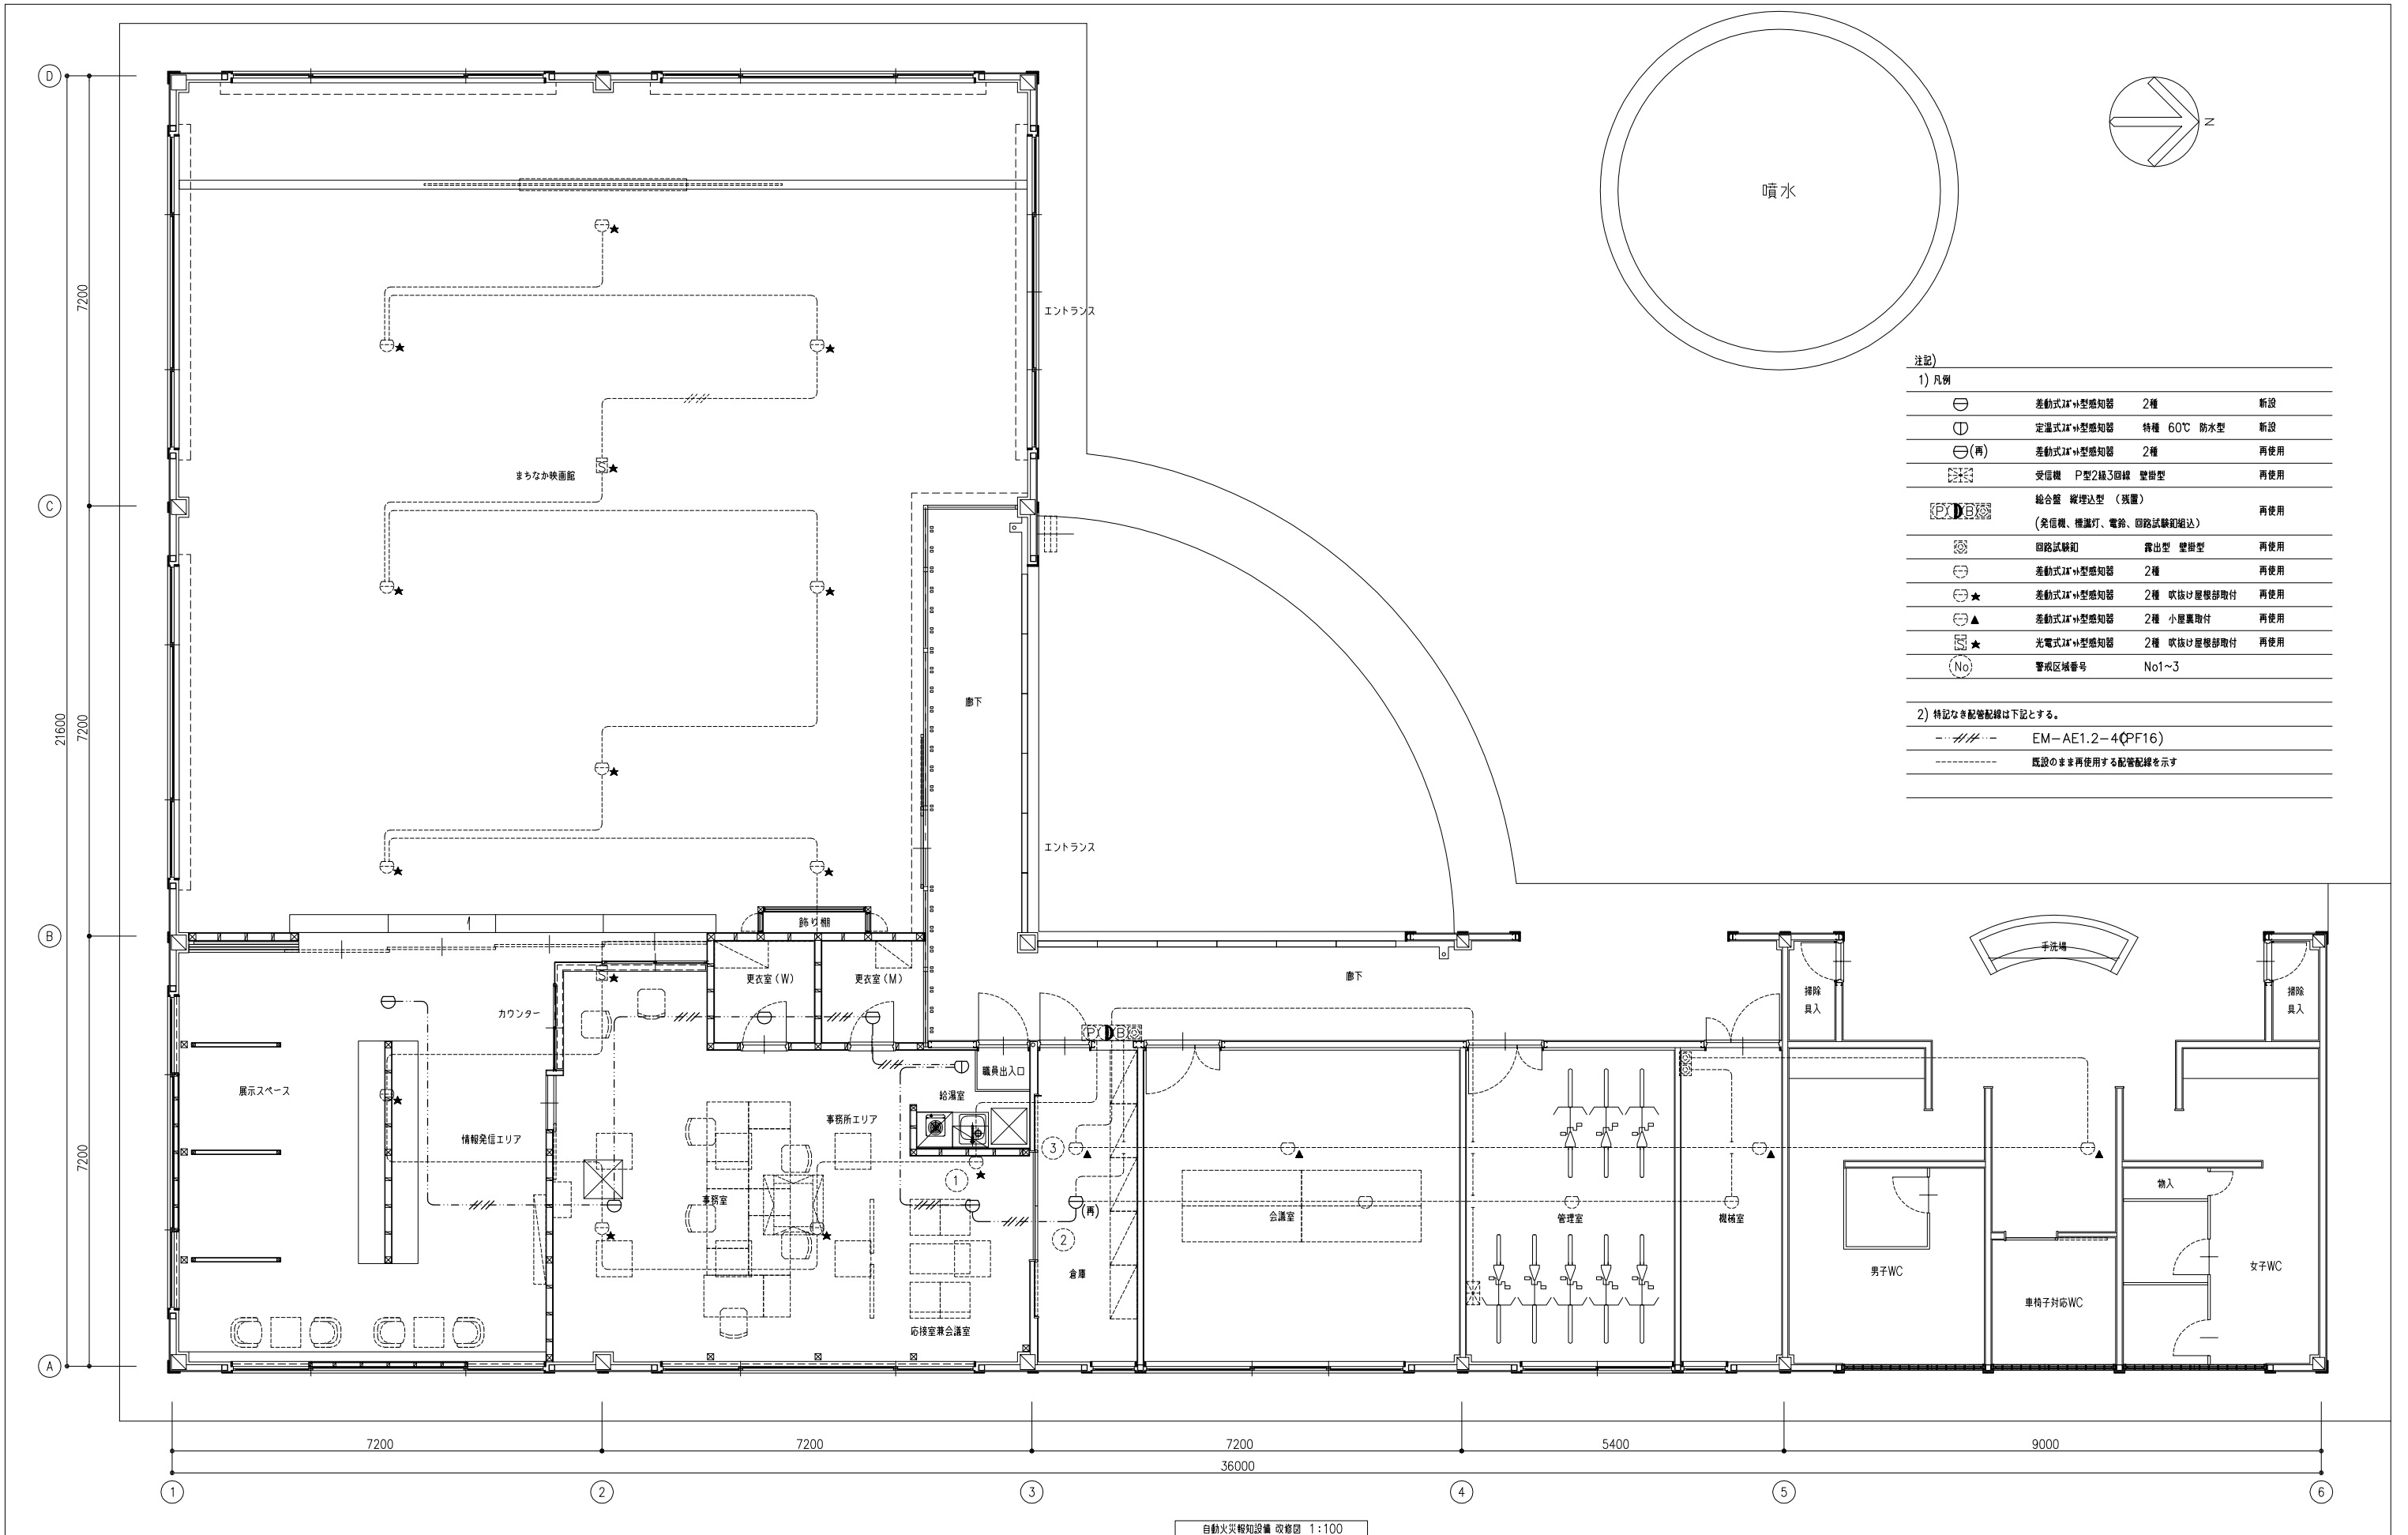 D
C
B
A
7200
7200
7200
21600
噴水
N
エントランス
まちなか映画館
廊下
エントランス
注記)
1) 凡例
差動式スポット型感知器 2種 新設
定温式スポット型感知器 特種 60℃ 防水型 新設
(再) 差動式スポット型感知器 2種 再使用
受信機 P型2級3回線 壁掛型 再使用
総合盤 縦埋込型 (残置)
P B 再使用
(発信機、標識灯、電鈴、回路試験釦組込)
回路試験釦 露出型 壁掛型 再使用
差動式スポット型感知器 2種 再使用
★ 差動式スポット型感知器 2種 吹抜け屋根部取付 再使用
▲ 差動式スポット型感知器 2種 小屋裏取付 再使用
S ★ 光電式スポット型感知器 2種 吹抜け屋根部取付 再使用
No 警戒区域番号 No1~3
2) 特記なき配管配線は下記とする。
EM-AE1.2-4C(PF16)
既設のまま再使用する配管配線を示す
S★
S★
飾り棚
更衣室(W)
更衣室(M)
廊下
手洗場
掃除
具入
掃除
具入
カウンター
P B
展示スペース
情報発信エリア
事務所エリア
給湯室
職員出入口
事務室
応接室兼会議室
1
2
3
(再)
倉庫
会議室
管理室
機械室
男子WC
車椅子対応WC
物入
女子WC
7200
7200
7200
5400
9000
36000
1
2
3
4
5
6
自動火災報知設備 改修図 1:100